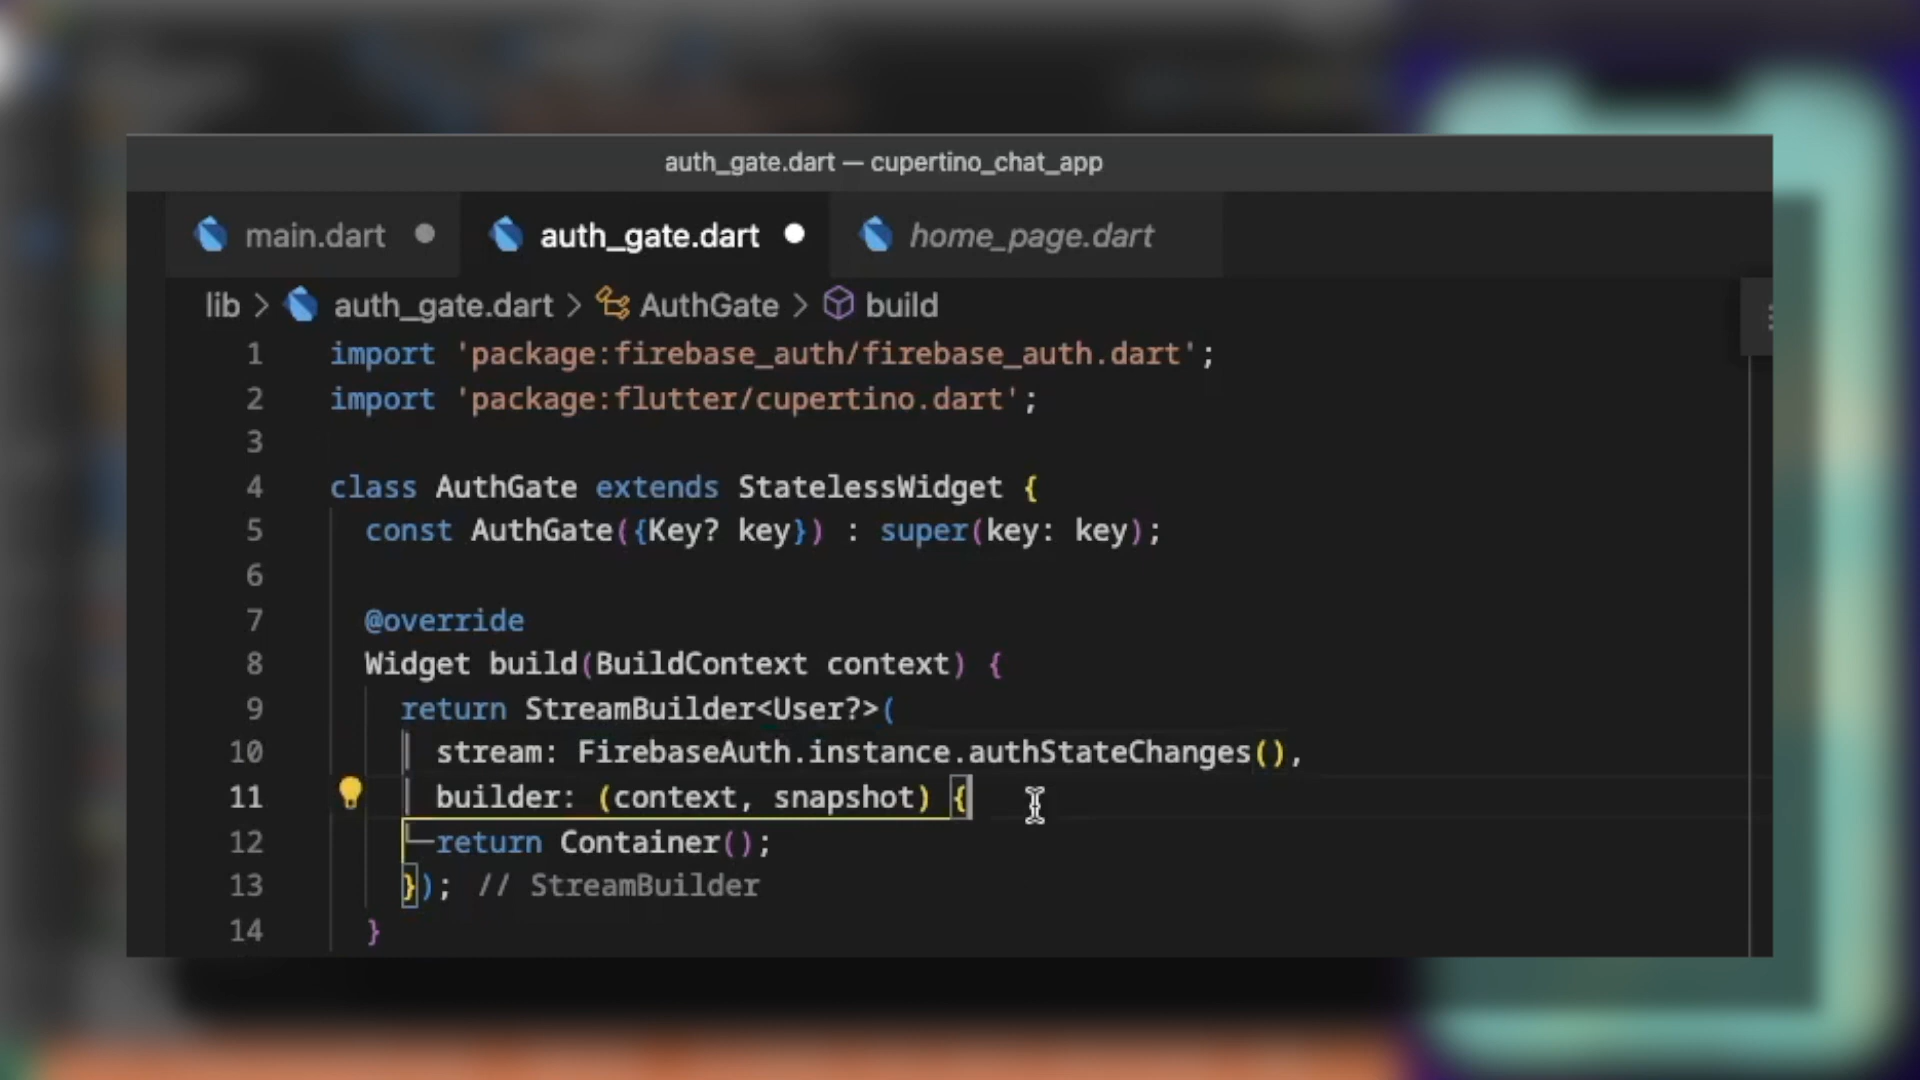 auth_gate.dart — cupertino_chat_app
main.dart auth_gate.dart home_page.dart
lib > auth_gate.dart > AuthGate > build
1 import 'package:firebase_auth/firebase_auth.dart';
2 import 'package:flutter/cupertino.dart';
3
4 class AuthGate extends StatelessWidget {
5 const AuthGate({Key? key}) : super(key: key);
6
7 @override
8 Widget build(BuildContext context) {
9 return StreamBuilder<User?>(
10 stream: FirebaseAuth.instance.authStateChanges(),
11 builder: (context, snapshot) {
12 return Container();
13 }); // StreamBuilder
14 }